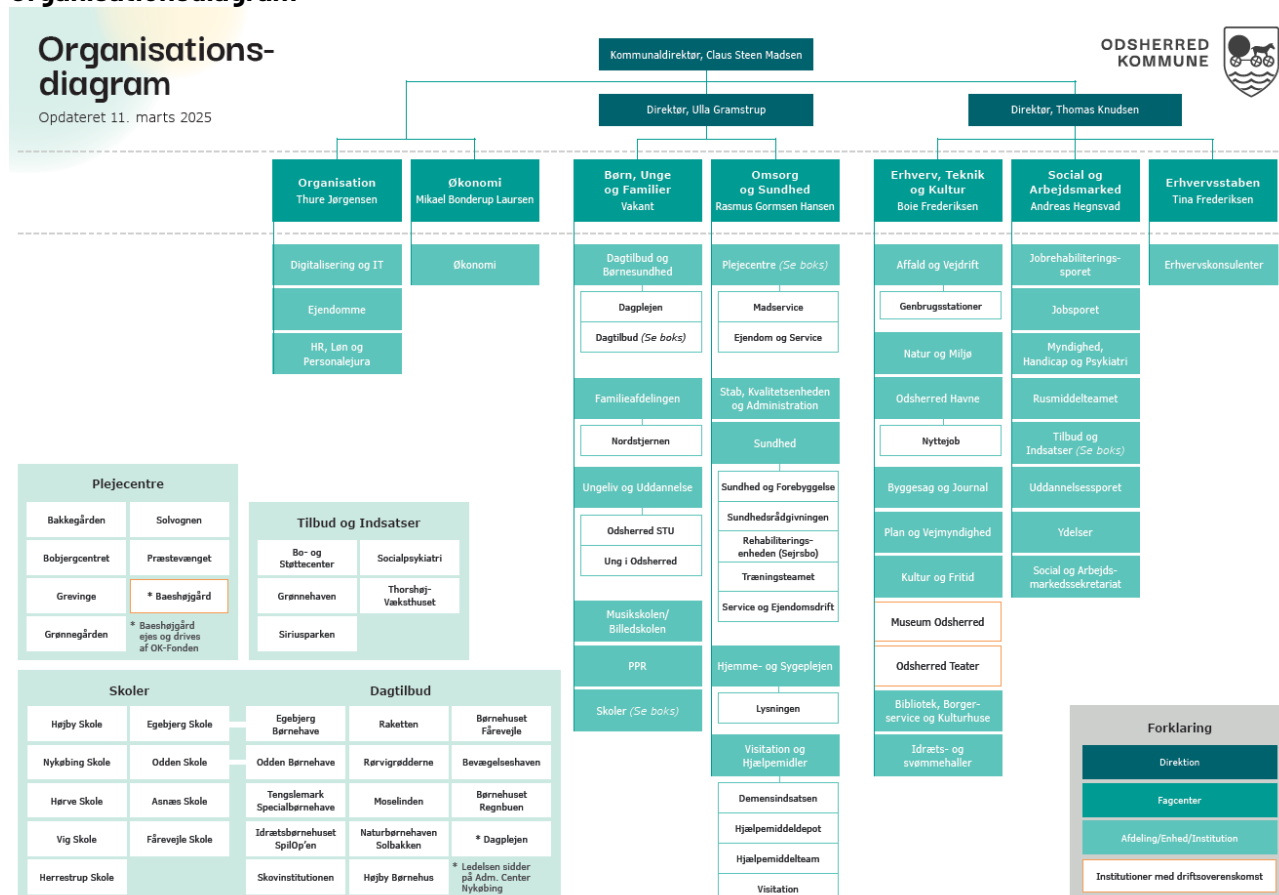 Organisationsdiagram
Organisations-
diagram
Opdateret 11. marts 2025
ODSHERRED
KOMMUNE
Kommunaldirektør, Claus Steen Madsen
Direktør, Ulla Gramstrup
Direktør, Thomas Knudsen
Organisation
Thure Jørgensen
Økonomi
Mikael Bonderup Laursen
Børn, Unge
og Familier
Vakant
Omsorg
og Sundhed
Rasmus Gormsen Hansen
Erhverv, Teknik
og Kultur
Boie Frederiksen
Social og
Arbejdsmarked
Andreas Hegnsvad
Erhvervsstaben
Tina Frederiksen
Digitalisering og IT
Ejendomme
HR, Løn og
Personalejura
Økonomi
Dagtilbud og
Børnesundhed
Dagplejen
Dagtilbud (Se boks)
Familieafdelingen
Nordstjernen
Ungeliv og Uddannelse
Odsherred STU
Ung i Odsherred
Musikskolen/
Billedskolen
PPR
Skoler (Se boks)
Plejecentre (Se boks)
Madservice
Ejendom og Service
Stab, Kvalitetsenheden
og Administration
Sundhed
Sundhed og Forebyggelse
Sundhedsrådgivningen
Rehabiliterings-
enheden (Sejrsbo)
Træningsteamet
Service og Ejendomsdrift
Hjemme- og Sygeplejen
Lysningen
Visitation og
Hjælpemidler
Demensindsatsen
Hjælpemiddeldepot
Hjælpemiddelteam
Visitation
Affald og Vejdrift
Genbrugsstationer
Natur og Miljø
Odsherred Havne
Nyttejob
Byggesag og Journal
Plan og Vejmyndighed
Kultur og Fritid
Museum Odsherred
Odsherred Teater
Bibliotek, Borger-
service og Kulturhuse
Idræts- og
svømmehaller
Jobrehabiliterings-
sporet
Jobsporet
Myndighed,
Handicap og Psykiatri
Rusmiddelteamet
Tilbud og
Indsatser (Se boks)
Uddannelsessporet
Ydelser
Social og Arbejds-
markedssekretariat
Erhvervskonsulenter
Plejecentre
Bakkegården
Solvognen
Bobjergcentret
Præstevænget
Grevinge
* Baeshøjgård
Grønnegården
* Baeshøjgård
ejes og drives
af OK-Fonden
Tilbud og Indsatser
Bo- og
Støttecenter
Socialpsykiatri
Grønnehaven
Thorshøj-
Væksthuset
Siriusparken
Skoler
Højby Skole
Egebjerg Skole
Nykøbing Skole
Odden Skole
Hørve Skole
Asnæs Skole
Vig Skole
Fårevejle Skole
Herrestrup Skole
Dagtilbud
Egebjerg
Børnehave
Raketten
Børnehuset
Fårevejle
Odden Børnehave
Rørvigrødderne
Bevægelseshaven
Tengslemark
Specialbørnehave
Moselinden
Børnehuset
Regnbuen
Idrætsbørnehuset
SpilOp'en
Naturbørnehaven
Solbakken
* Dagplejen
Skovinstitutionen
Højby Børnehus
* Ledelsen sidder
på Adm. Center
Nykøbing
Forklaring
Direktion
Fagcenter
Afdeling/Enhed/Institution
Institutioner med driftsoverenskomst